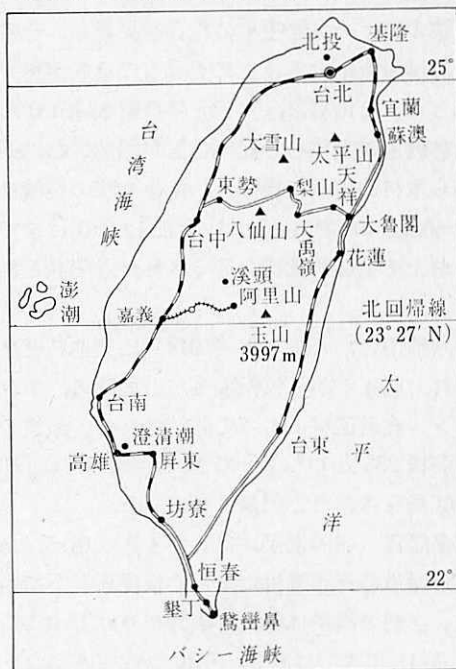 北投
基隆
台北
25°
宜蘭
蘇澳
台湾海峡
大雪山
太平山
天祥
東勢
梨山
台中
八仙山
大禹嶺
大魯閣
花蓮
溪頭
阿里山
澎潮
嘉義
玉山
3997m
北回帰線
(23°27′N)
台南
澄清潮
高雄
屏東
台東
太平洋
坊寮
恒春
22°
墾丁
鵞巒鼻
バシー海峡